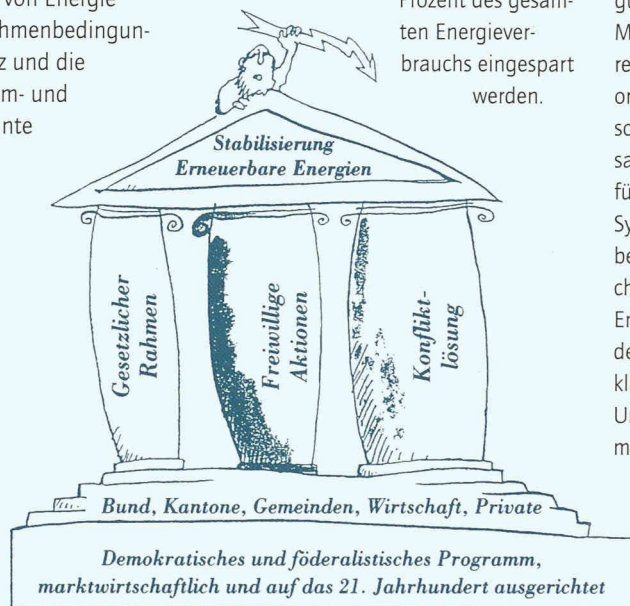 von Energie
hmenbedingun-
z und die
m- und
nte
Prozent des gesam-
ten Energiever-
brauchs eingespart
werden.
Stabilisierung
Erneuerbare Energien
Gesetzlicher
Rahmen
Freiwillige
Aktionen
Konflikt-
lösung
Bund, Kantone, Gemeinden, Wirtschaft, Private
Demokratisches und föderalistisches Programm,
marktwirtschaftlich und auf das 21. Jahrhundert ausgerichtet
M
re
or
sc
sa
fü
Sy
be
ch
Er
de
kl
m